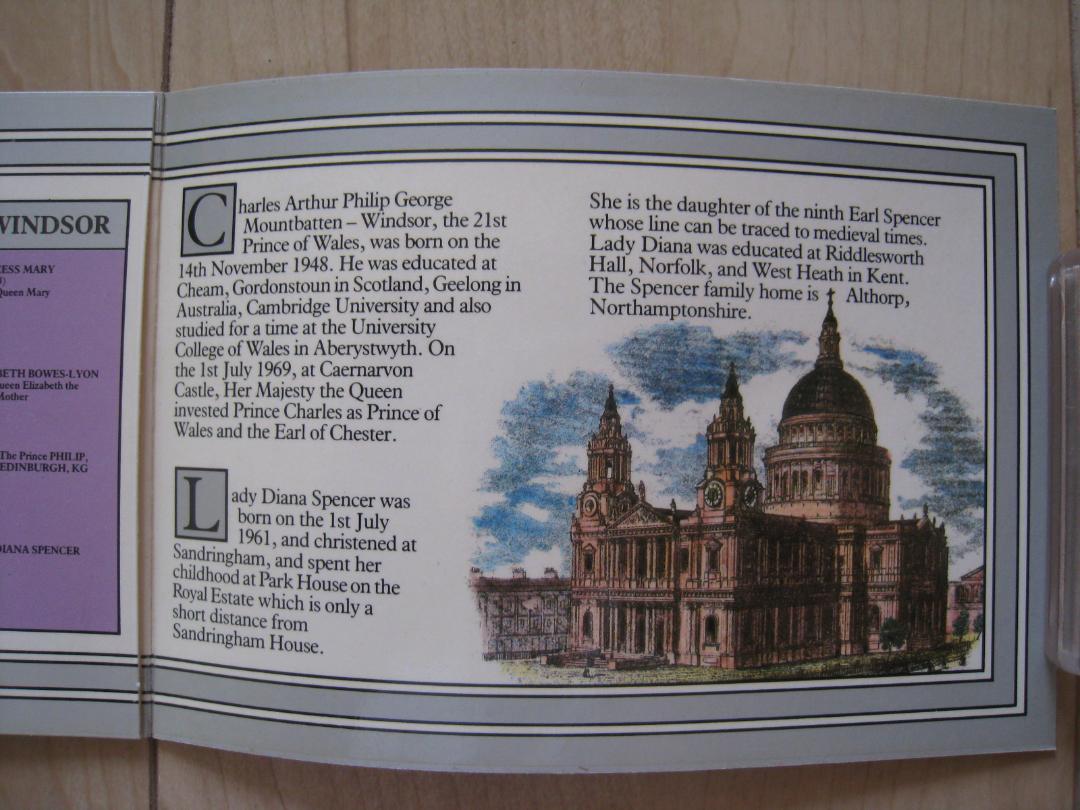 WINDSOR
CESS MARY
Queen Mary
BETH BOWES-LYON
Queen Elizabeth the
Mother
The Prince PHILIP,
EDINBURGH, KG
DIANA SPENCER
Charles Arthur Philip George
Mountbatten – Windsor, the 21st
Prince of Wales, was born on the
14th November 1948. He was educated at
Cheam, Gordonstoun in Scotland, Geelong in
Australia, Cambridge University and also
studied for a time at the University
College of Wales in Aberystwyth. On
the 1st July 1969, at Caernarvon
Castle, Her Majesty the Queen
invested Prince Charles as Prince of
Wales and the Earl of Chester.
Lady Diana Spencer was
born on the 1st July
1961, and christened at
Sandringham, and spent her
childhood at Park House on the
Royal Estate which is only a
short distance from
Sandringham House.
She is the daughter of the ninth Earl Spencer
whose line can be traced to medieval times.
Lady Diana was educated at Riddlesworth
Hall, Norfolk, and West Heath in Kent.
The Spencer family home is Althorp,
Northamptonshire.